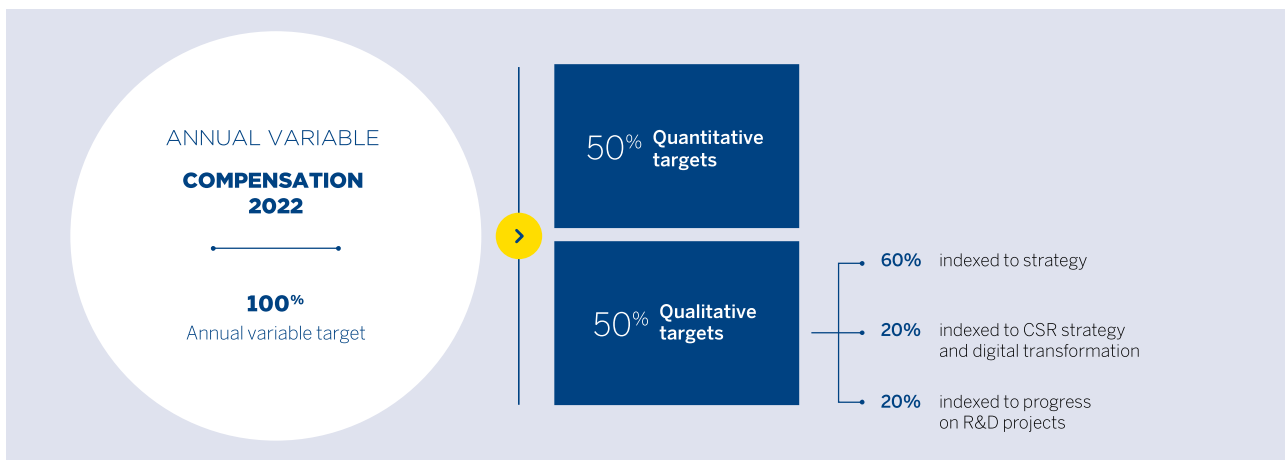 ANNUAL VARIABLE
COMPENSATION
2022
100%
Annual variable target
50% Quantitative
targets
50% Qualitative
targets
60% indexed to strategy
20% indexed to CSR strategy
and digital transformation
20% indexed to progress
on R&D projects